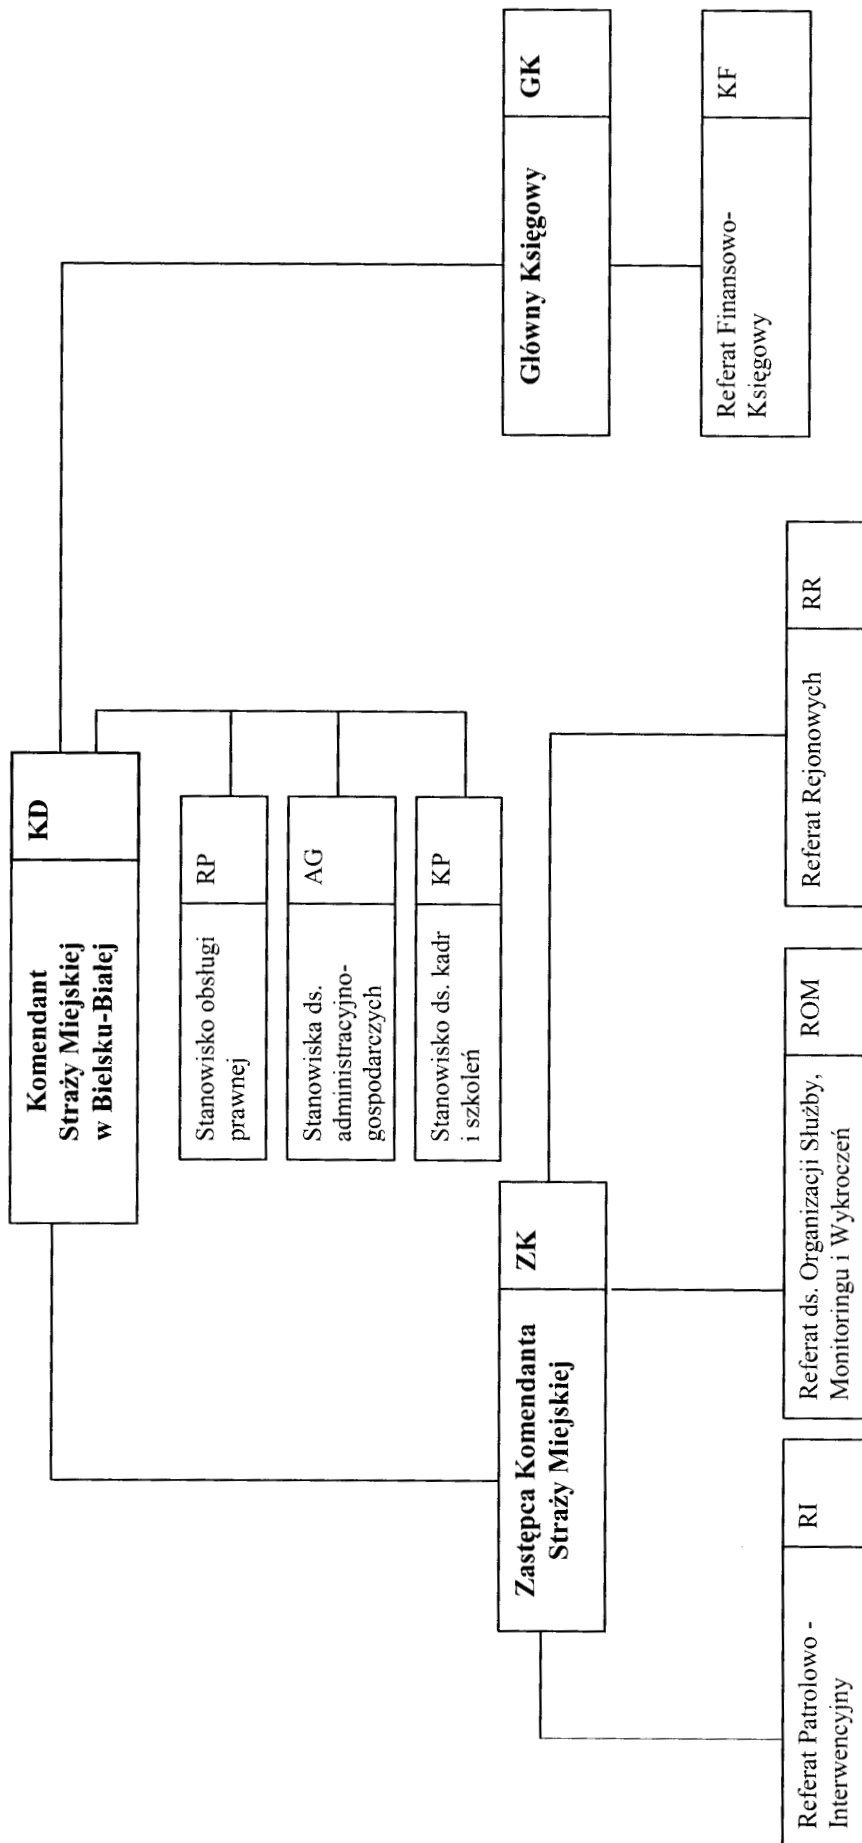 Komendant
Straży Miejskiej
w Bielsku-Białej
KD
Stanowisko obsługi
prawnej
RP
Stanowiska ds.
administracyjno-
gospodarczych
AG
Stanowisko ds. kadr
i szkoleń
KP
Zastępca Komendanta
Straży Miejskiej
ZK
Główny Księgowy
GK
Referat Finansowo-
Księgowy
KF
Referat Patrolowo -
Interwencyjny
RI
Referat ds. Organizacji Służby,
Monitoringu i Wykroczeń
ROM
Referat Rejonowych
RR